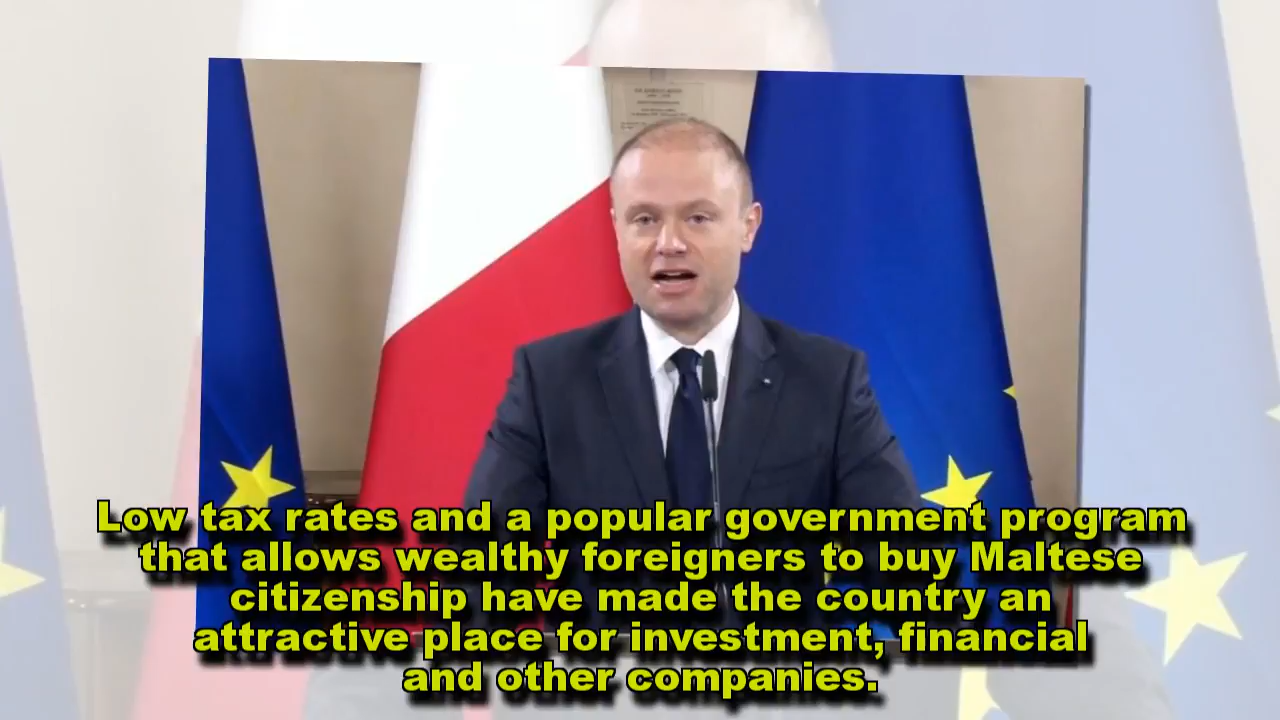 Low tax rates and a popular government program
that allows wealthy foreigners to buy Maltese
citizenship have made the country an
attractive place for investment, financial
and other companies.